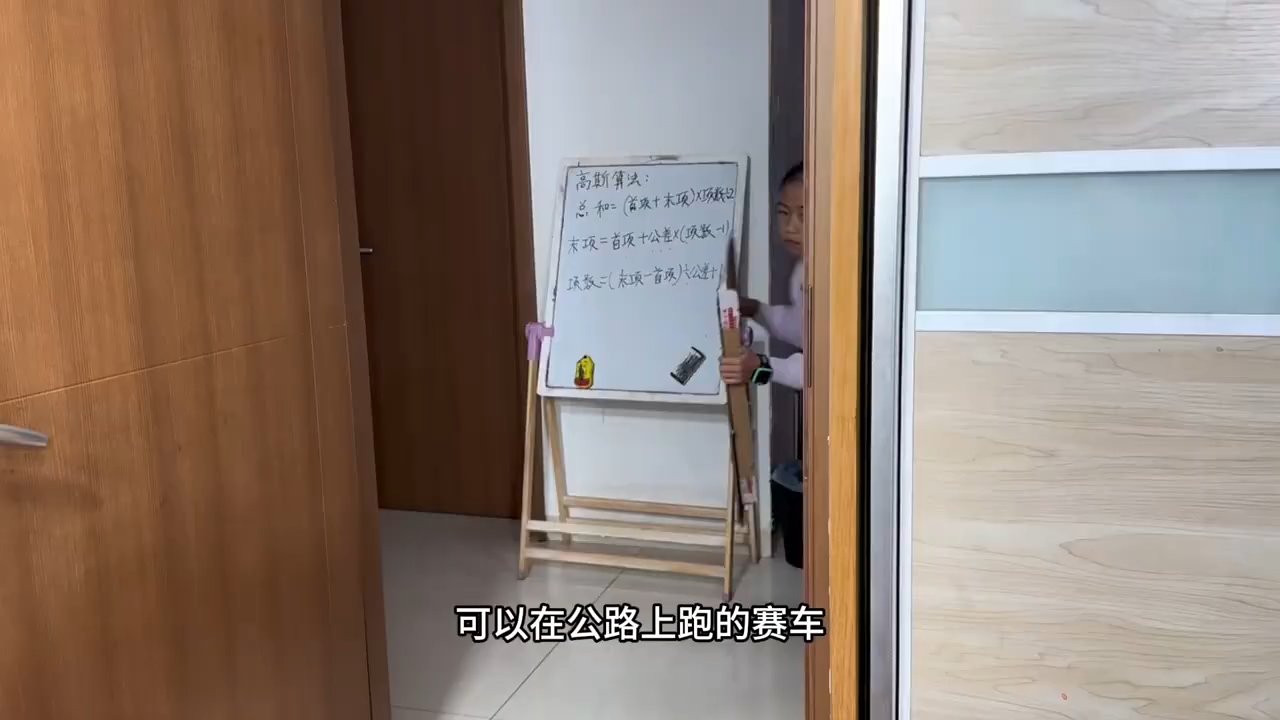 高斯算法：
总和=(首项+末项)×项数÷2
末项=首项+公差×(项数-1)
项数=(末项-首项)÷公差+1
可以在公路上跑的赛车